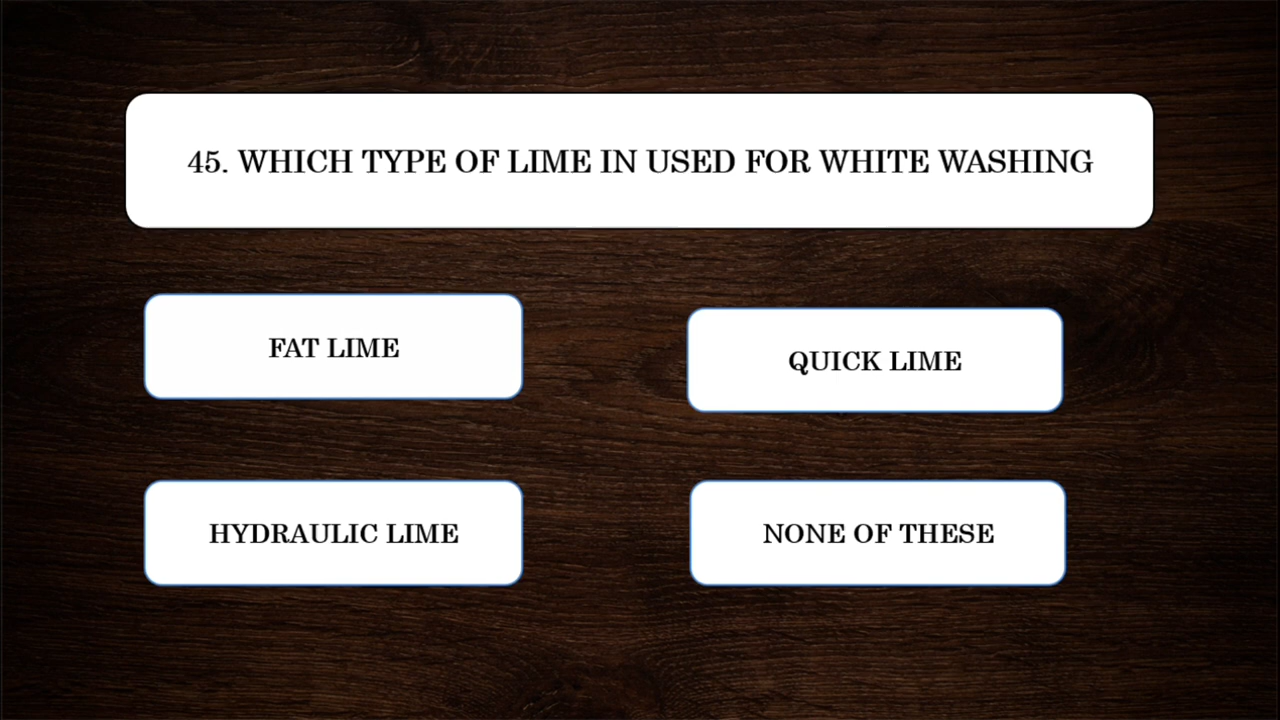 45. WHICH TYPE OF LIME IN USED FOR WHITE WASHING
FAT LIME
QUICK LIME
HYDRAULIC LIME
NONE OF THESE